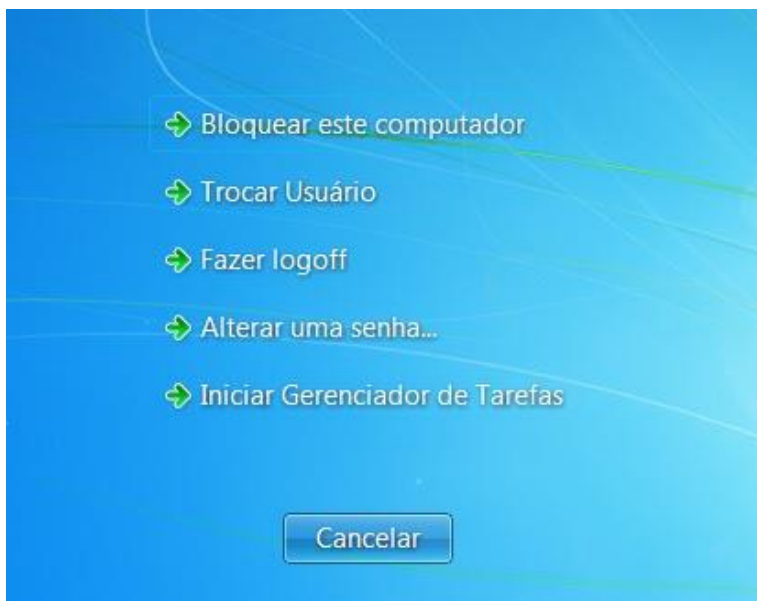 Bloquear este computador
Trocar Usuário
Fazer logoff
Alterar uma senha...
Iniciar Gerenciador de Tarefas
Cancelar